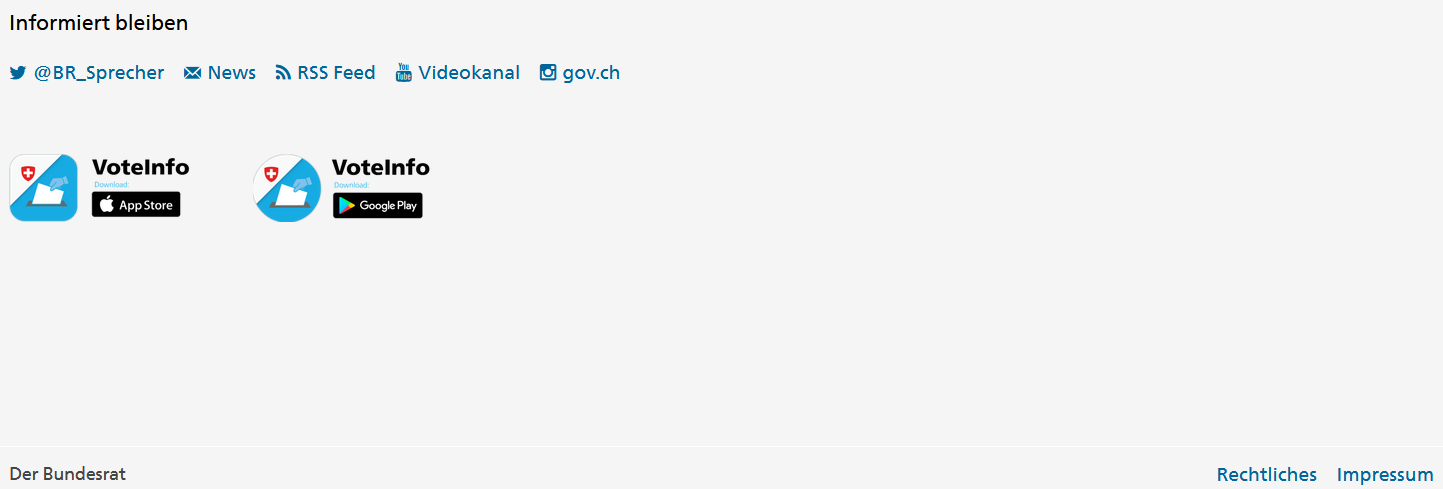 Informiert bleiben
@BR_Sprecher News RSS Feed You Tube Videokanal gov.ch
VoteInfo VoteInfo
Download: Download:
App Store Google Play
Der Bundesrat Rechtliches Impressum